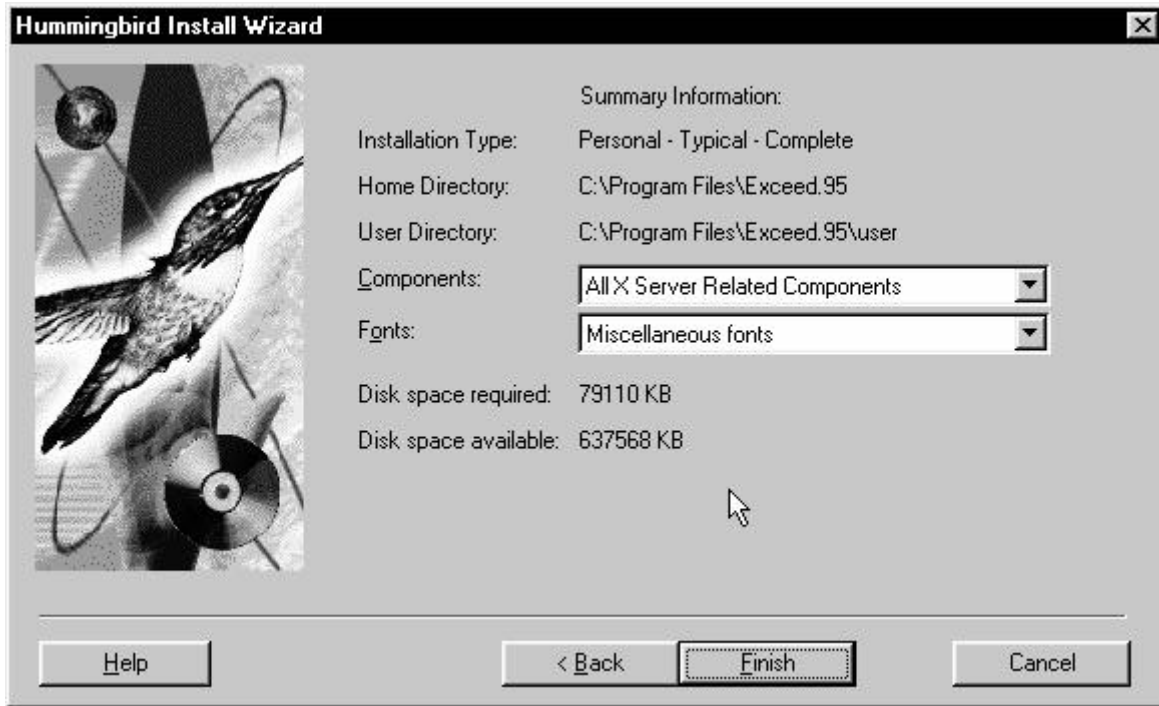 Hummingbird Install Wizard
Summary Information:
Installation Type: Personal - Typical - Complete
Home Directory: C:\Program Files\Exceed.95
User Directory: C:\Program Files\Exceed.95\user
Components: All X Server Related Components
Fonts: Miscellaneous fonts
Disk space required: 79110 KB
Disk space available: 637568 KB
Help < Back Finish Cancel